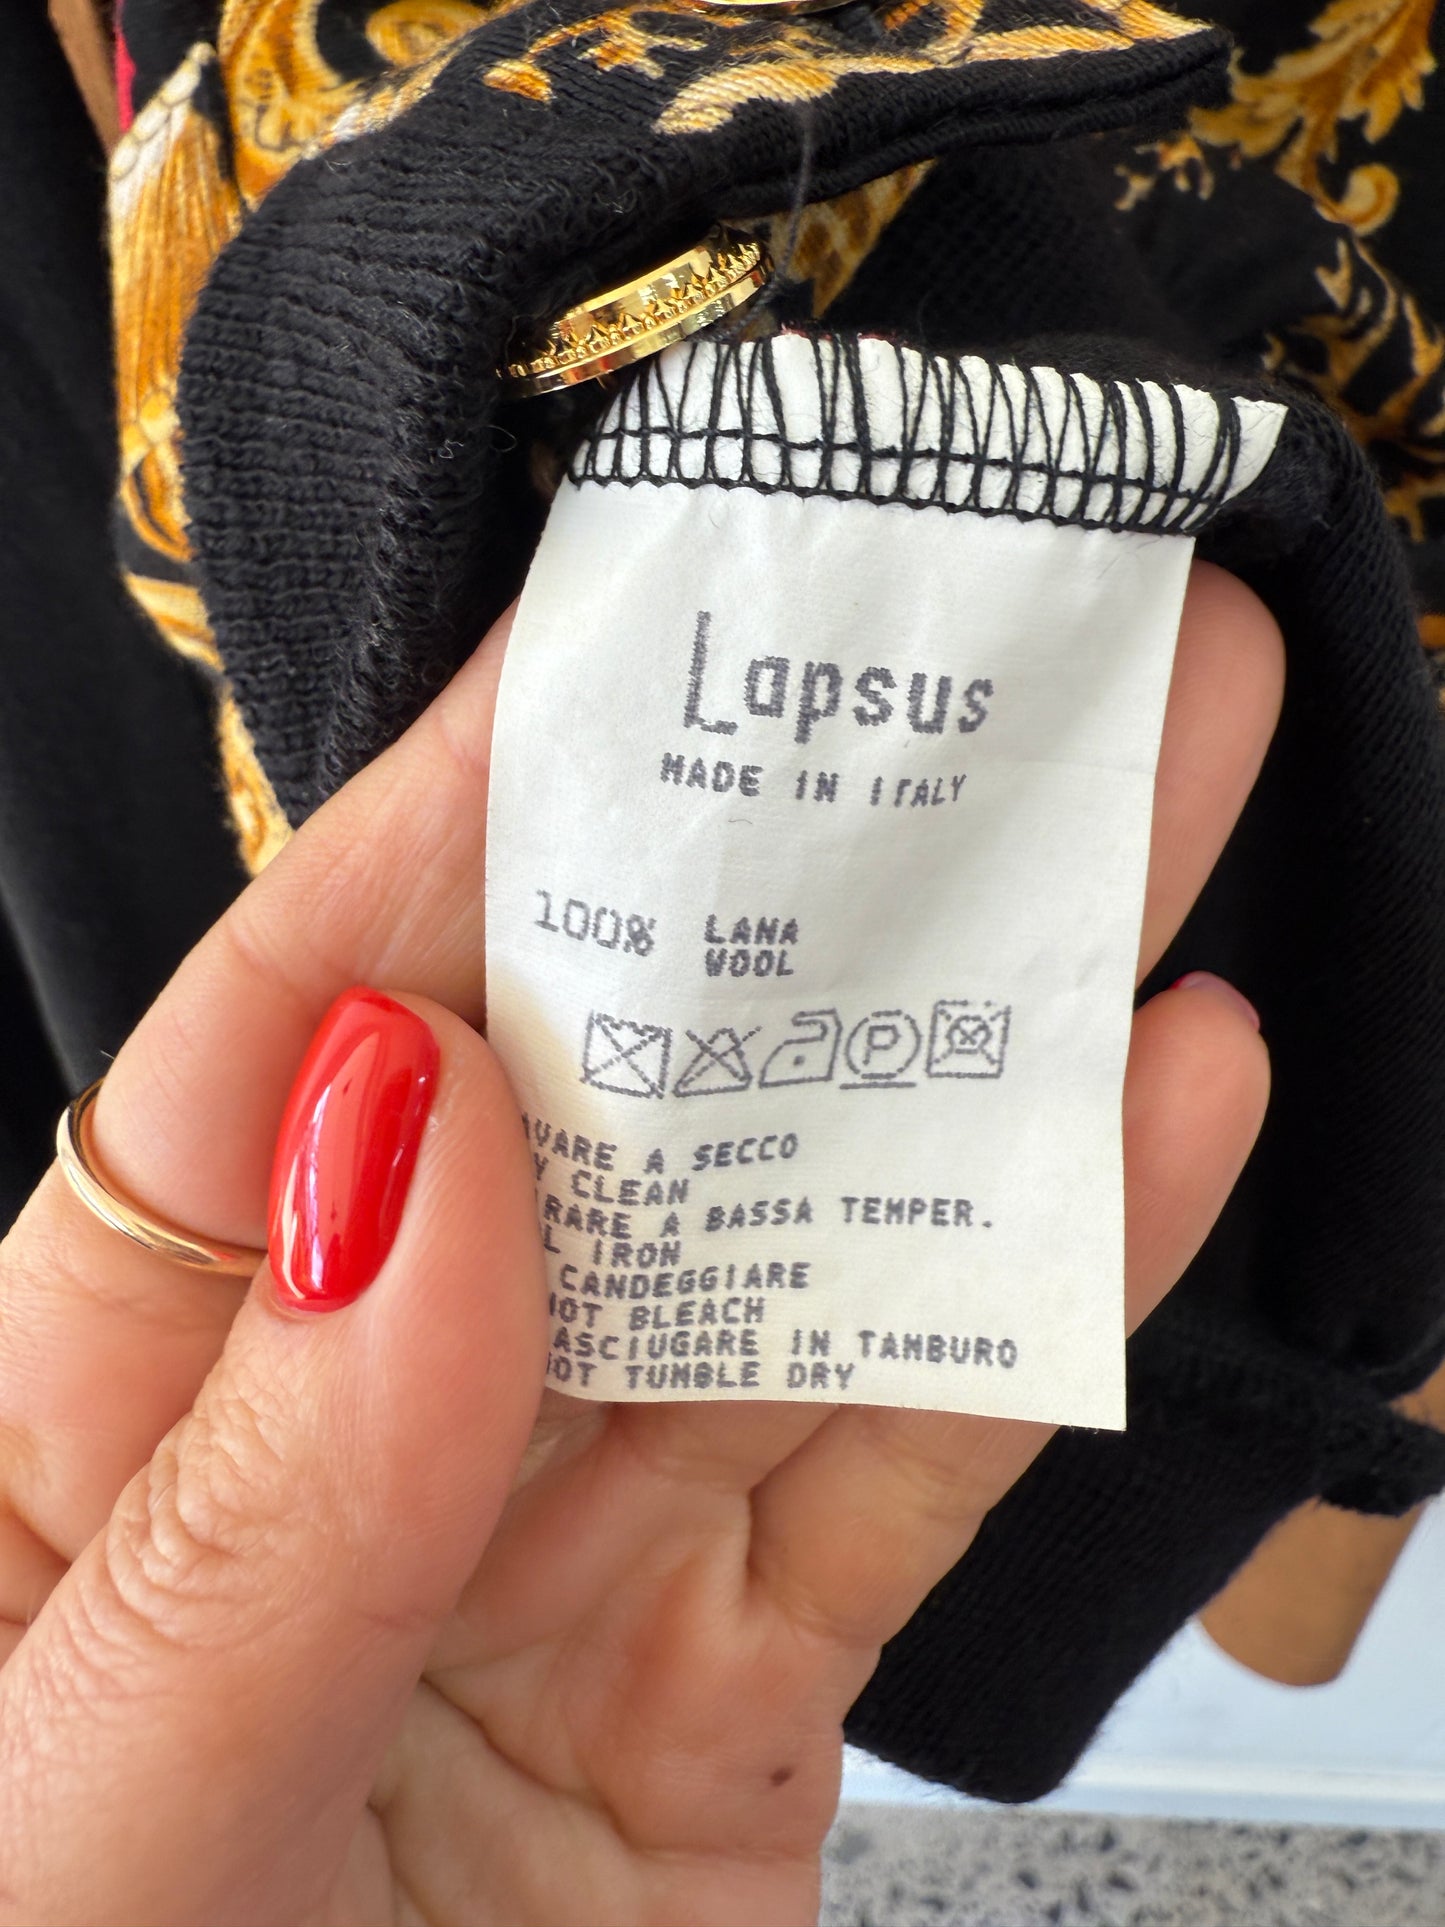 Lapsus
MADE IN ITALY
100% LANA
WOOL
P
AVARE A SECCO
Y CLEAN
RARE A BASSA TEMPER.
L IRON
CANDEGGIARE
NOT BLEACH
ASCIUGARE IN TAMBURO
NOT TUMBLE DRY